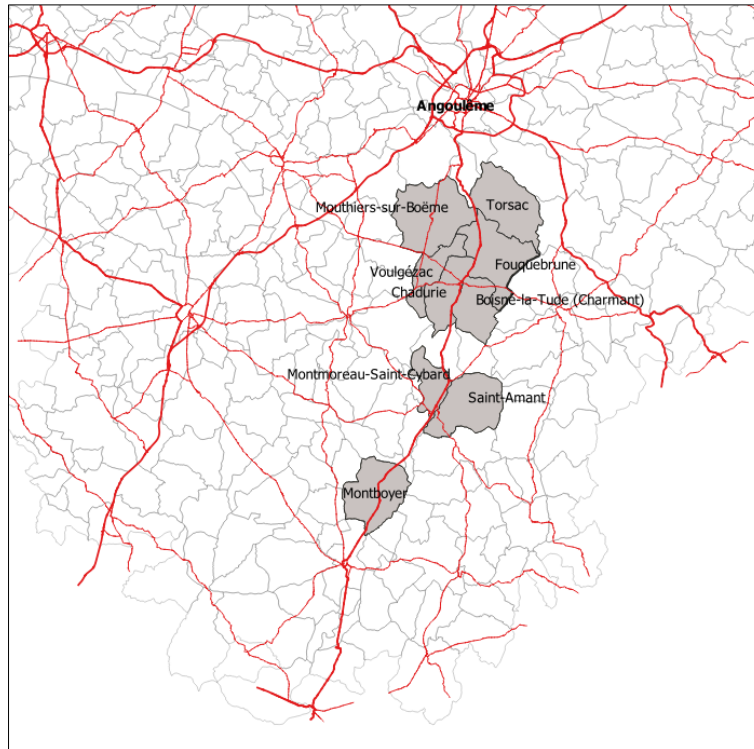 Angoulême
Mouthiers-sur-Boëme
Torsac
Voulgézac
Fouquebrune
Chadurie
Boisné-la-Tude (Charmant)
Montmoreau-Saint-Cybard
Saint-Amant
Montboyer